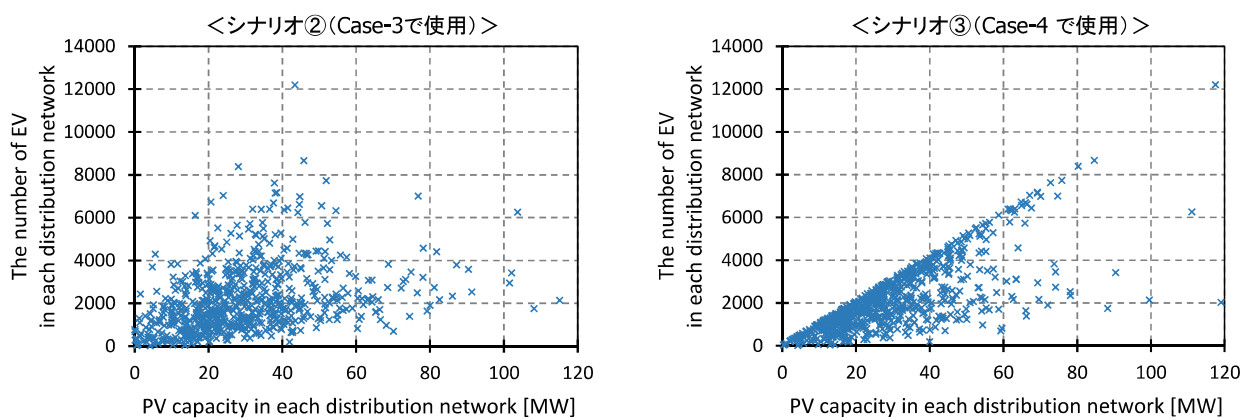 ＜シナリオ②(Case-3で使用)＞
14000
12000
10000
8000
6000
4000
2000
0
The number of EV
in each distribution network
0 20 40 60 80 100 120
PV capacity in each distribution network [MW]
＜シナリオ③(Case-4 で使用)＞
14000
12000
10000
8000
6000
4000
2000
0
The number of EV
in each distribution network
0 20 40 60 80 100 120
PV capacity in each distribution network [MW]